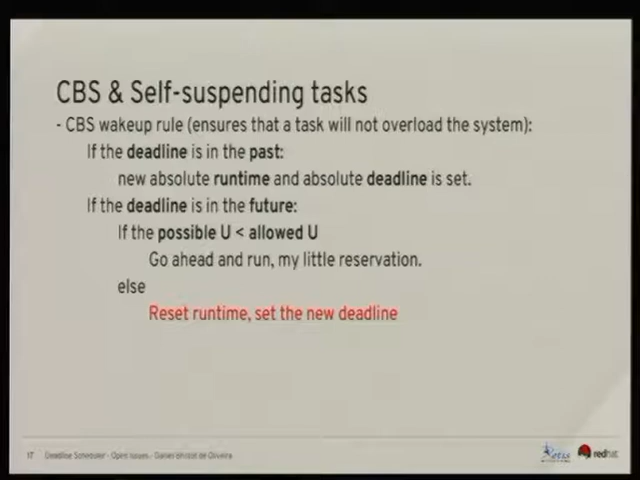 CBS & Self-suspending tasks
- CBS wakeup rule (ensures that a task will not overload the system):
If the deadline is in the past:
new absolute runtime and absolute deadline is set.
If the deadline is in the future:
If the possible U < allowed U
Go ahead and run, my little reservation.
else
Reset runtime, set the new deadline
17 Deadline Scheduler - Open Issues - Daniel Bristot de Oliveira
Retis
redhat